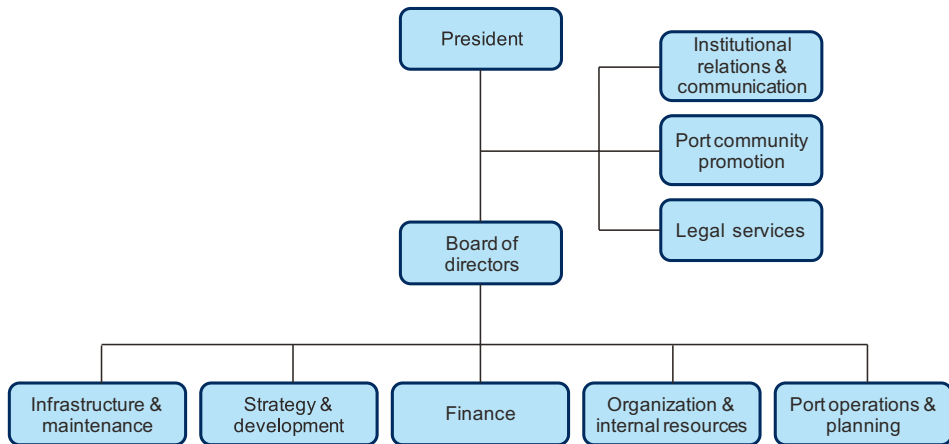 President
Institutional
relations &
communication
Port community
promotion
Legal services
Board of
directors
Infrastructure &
maintenance
Strategy &
development
Finance
Organization &
internal resources
Port operations &
planning